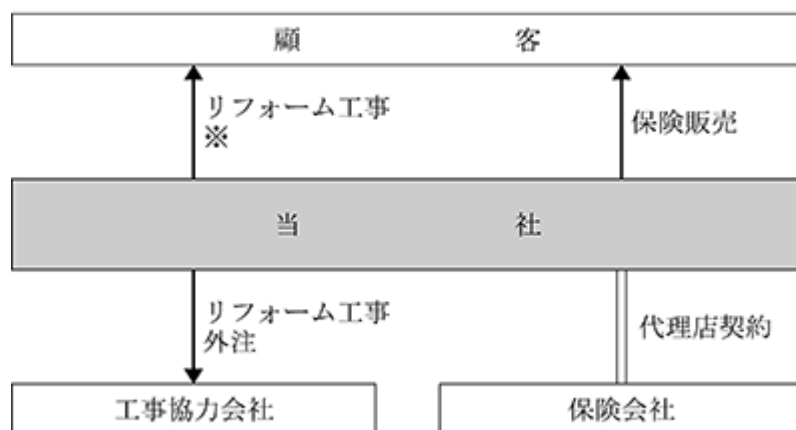 顧客
リフォーム工事
※
保険販売
当社
リフォーム工事
外注
代理店契約
工事協力会社
保険会社